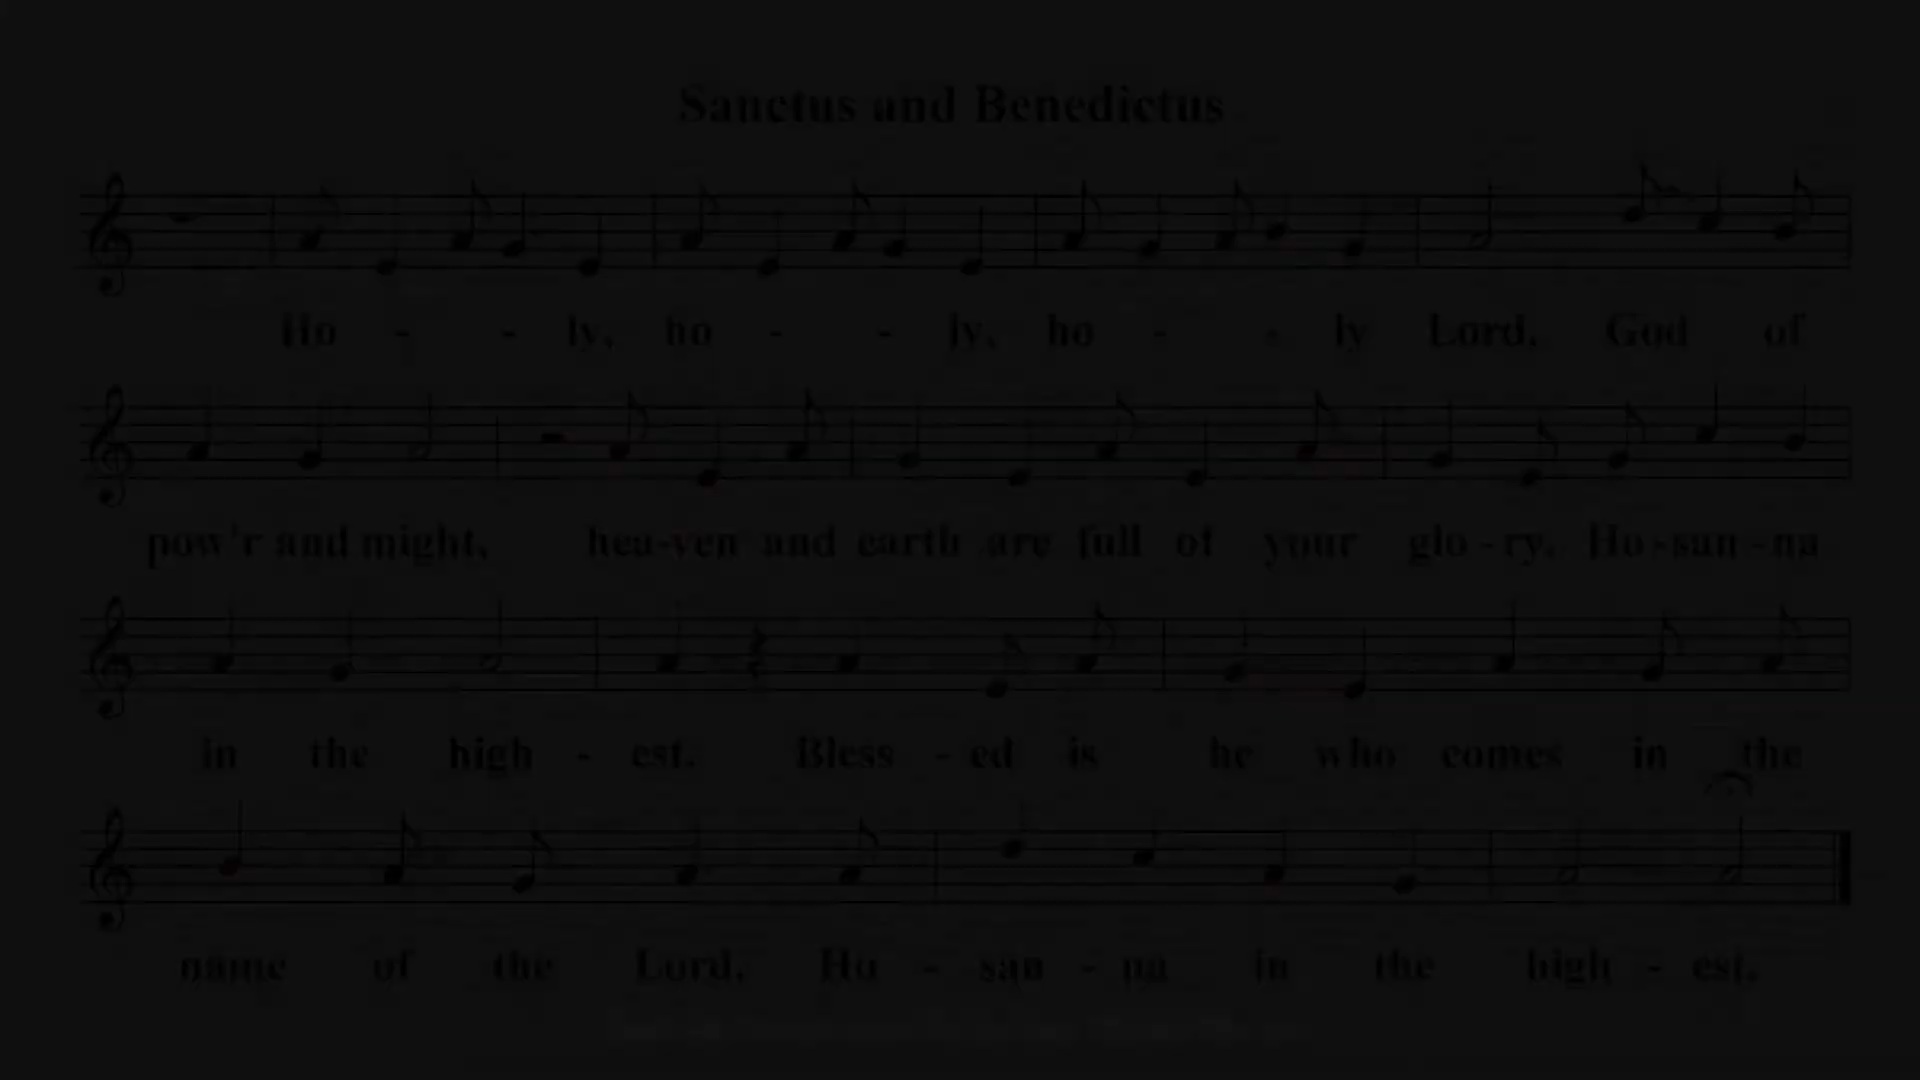 Sanctus and Benedictus
Ho - - ly, ho - - ly, ho - - ly Lord, God of
pow'r and might, hea-ven and earth are full of your glo - ry. Ho - san - na
in the high - est. Bless - ed is he who comes in the
name of the Lord. Ho - san - na in the high - est.